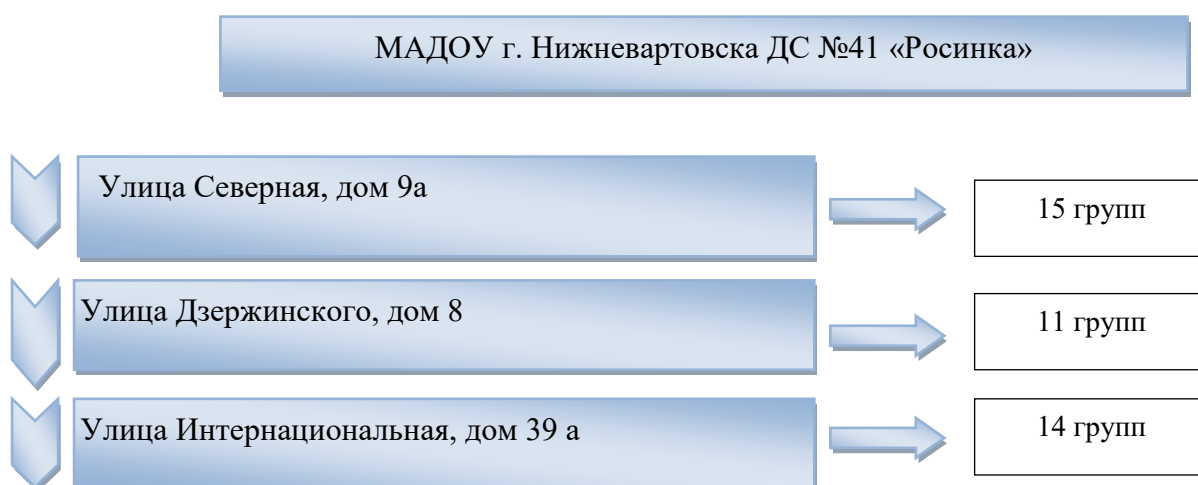 МАДОУ г. Нижневартовска ДС №41 «Росинка»
Улица Северная, дом 9а
15 групп
Улица Дзержинского, дом 8
11 групп
Улица Интернациональная, дом 39 а
14 групп